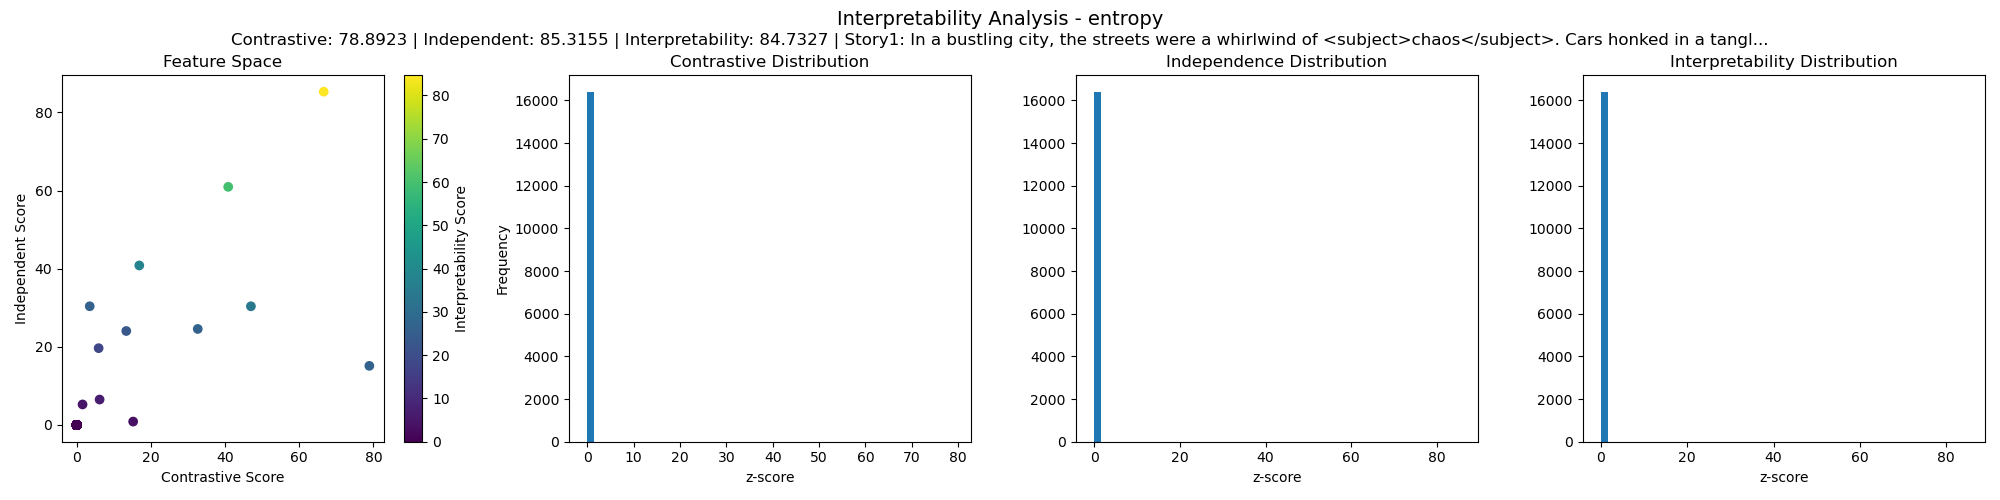 Interpretability Analysis - entropy
Contrastive: 78.8923 | Independent: 85.3155 | Interpretability: 84.7327 | Story1: In a bustling city, the streets were a whirlwind of <subject>chaos</subject>. Cars honked in a tangl...
Feature Space
80
60
40
20
0
Independent Score
0 20 40 60 80
Contrastive Score
80
70
60
50
40
30
20
10
0
Interpretability Score
Contrastive Distribution
16000
14000
12000
10000
8000
6000
4000
2000
0
Frequency
0 10 20 30 40 50 60 70 80
z-score
Independence Distribution
16000
14000
12000
10000
8000
6000
4000
2000
0
0 20 40 60 80
z-score
Interpretability Distribution
16000
14000
12000
10000
8000
6000
4000
2000
0
0 20 40 60 80
z-score